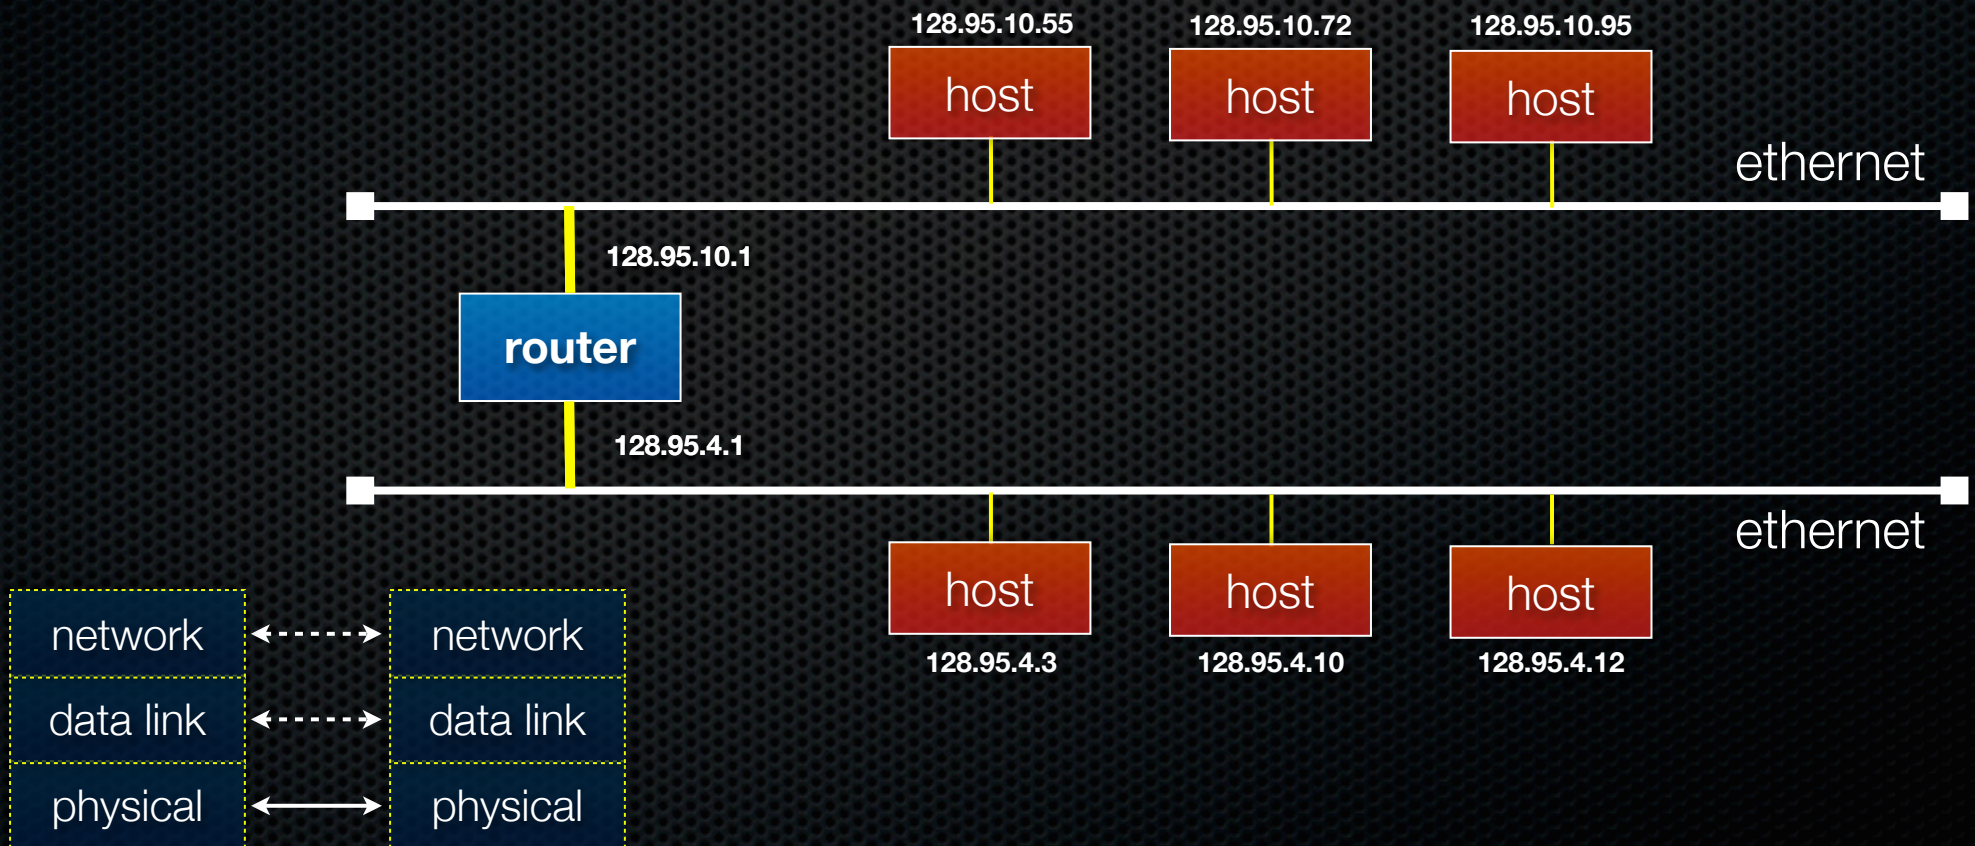 128.95.10.55
128.95.10.72
128.95.10.95
host
host
host
ethernet
128.95.10.1
router
128.95.4.1
ethernet
host
host
host
128.95.4.3
128.95.4.10
128.95.4.12
network
network
data link
data link
physical
physical